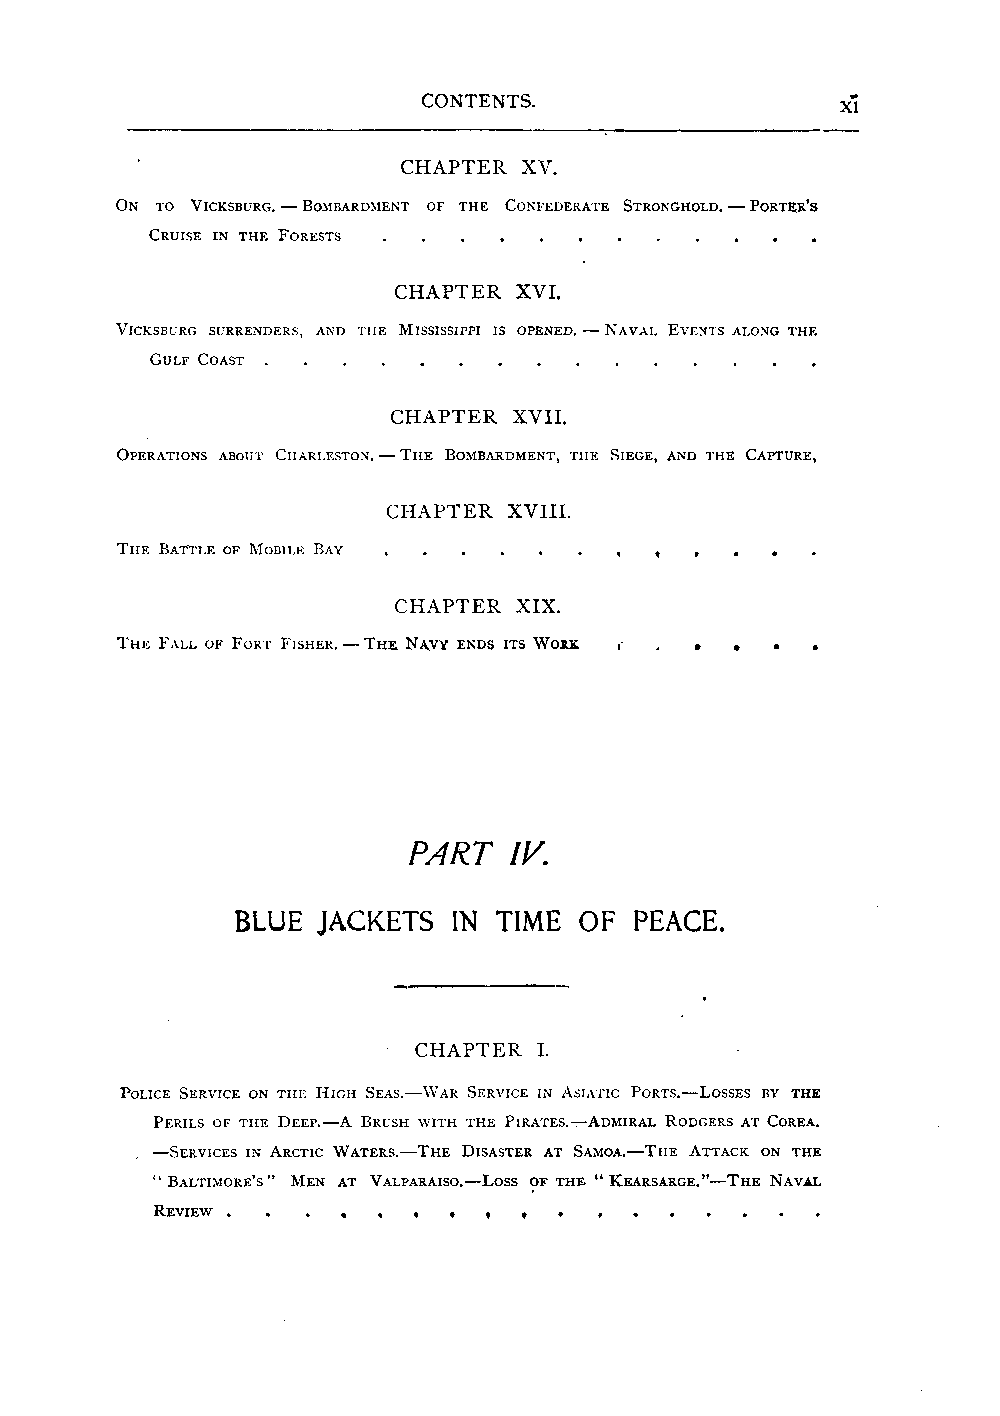 CONTENTS. xi
CHAPTER XV.
On to Vicksburg. — Bombardment of the Confederate Stronghold. — Porter's
Cruise in the Forests . . . . . . . . . . . .
CHAPTER XVI.
Vicksburg surrenders, and the Mississippi is opened. — Naval Events along the
Gulf Coast . . . . . . . . . . . . . . .
CHAPTER XVII.
Operations about Charleston. — The Bombardment, the Siege, and the Capture,
CHAPTER XVIII.
The Battle of Mobile Bay . . . . . . . . . . . .
CHAPTER XIX.
The Fall of Fort Fisher. — The Navy ends its Work . . . . . .
PART IV.
BLUE JACKETS IN TIME OF PEACE.
CHAPTER I.
Police Service on the High Seas.—War Service in Asiatic Ports.—Losses by the
Perils of the Deep.—A Brush with the Pirates.—Admiral Rodgers at Corea.
—Services in Arctic Waters.—The Disaster at Samoa.—The Attack on the
"Baltimore's" Men at Valparaiso.—Loss of the "Kearsarge."—The Naval
Review . . . . . . . . . . . . . . . . .